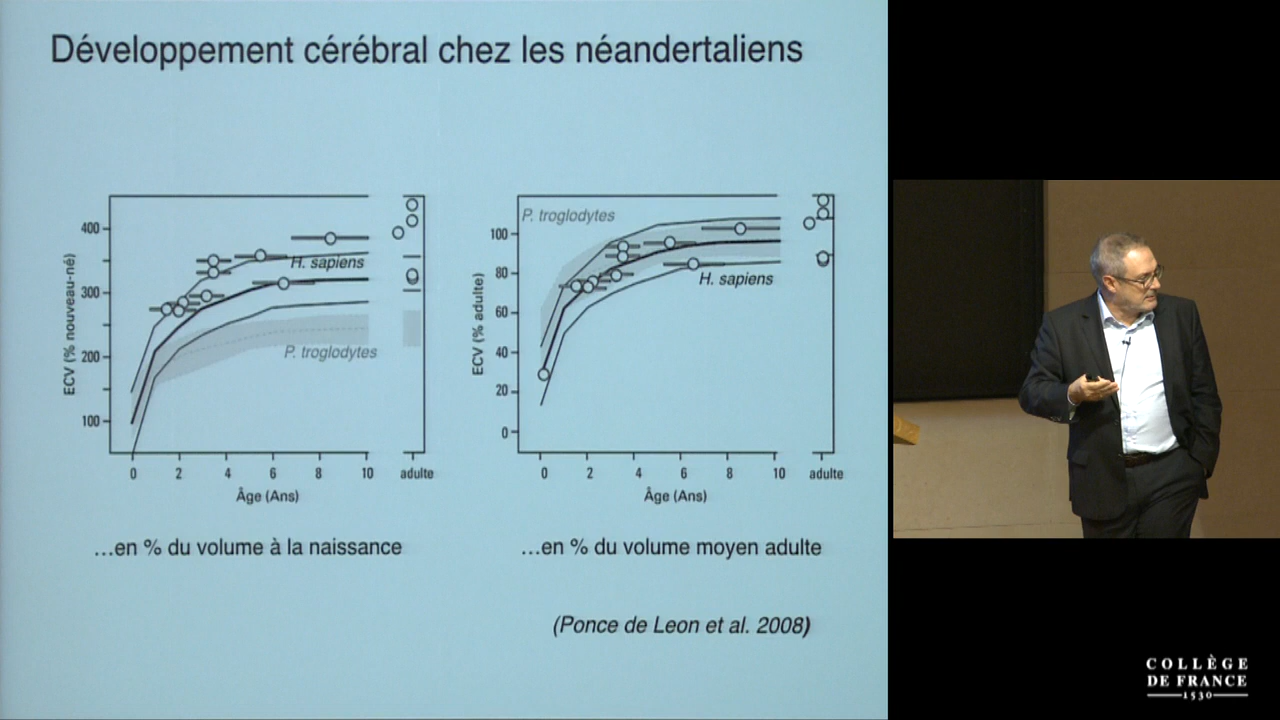 Développement cérébral chez les néandertaliens
ECV (% nouveau-né)
400
300
200
100
H. sapiens
P. troglodytes
0 2 4 6 8 10 adulte
Âge (Ans)
...en % du volume à la naissance
ECV (% adulte)
100
80
60
40
20
0
P. troglodytes
H. sapiens
0 2 4 6 8 10 adulte
Âge (Ans)
...en % du volume moyen adulte
(Ponce de Leon et al. 2008)
COLLÈGE
DE FRANCE
1530